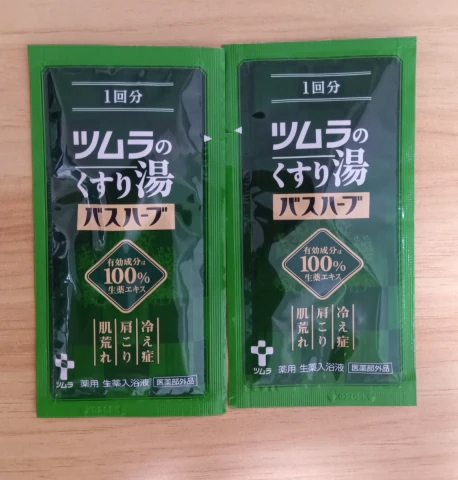 1回分
ツムラの
くすり湯
バスハーブ
有効成分は
100%
生薬エキス
冷え症
肩こり
肌荒れ
ツムラ 薬用 生薬入浴液 医薬部外品
1回分
ツムラの
くすり湯
バスハーブ
有効成分は
100%
生薬エキス
冷え症
肩こり
肌荒れ
ツムラ 薬用 生薬入浴液 医薬部外品